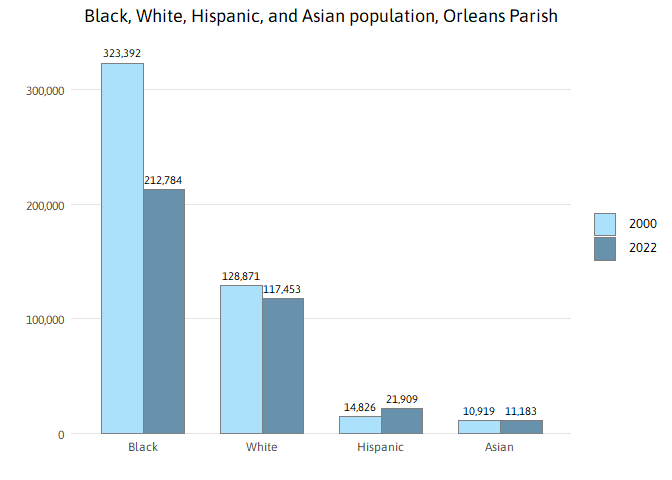 Black, White, Hispanic, and Asian population, Orleans Parish
323,392
300,000
212,784
200,000
2000
2022
128,871
117,453
100,000
14,826
21,909
10,919
11,183
0
Black
White
Hispanic
Asian